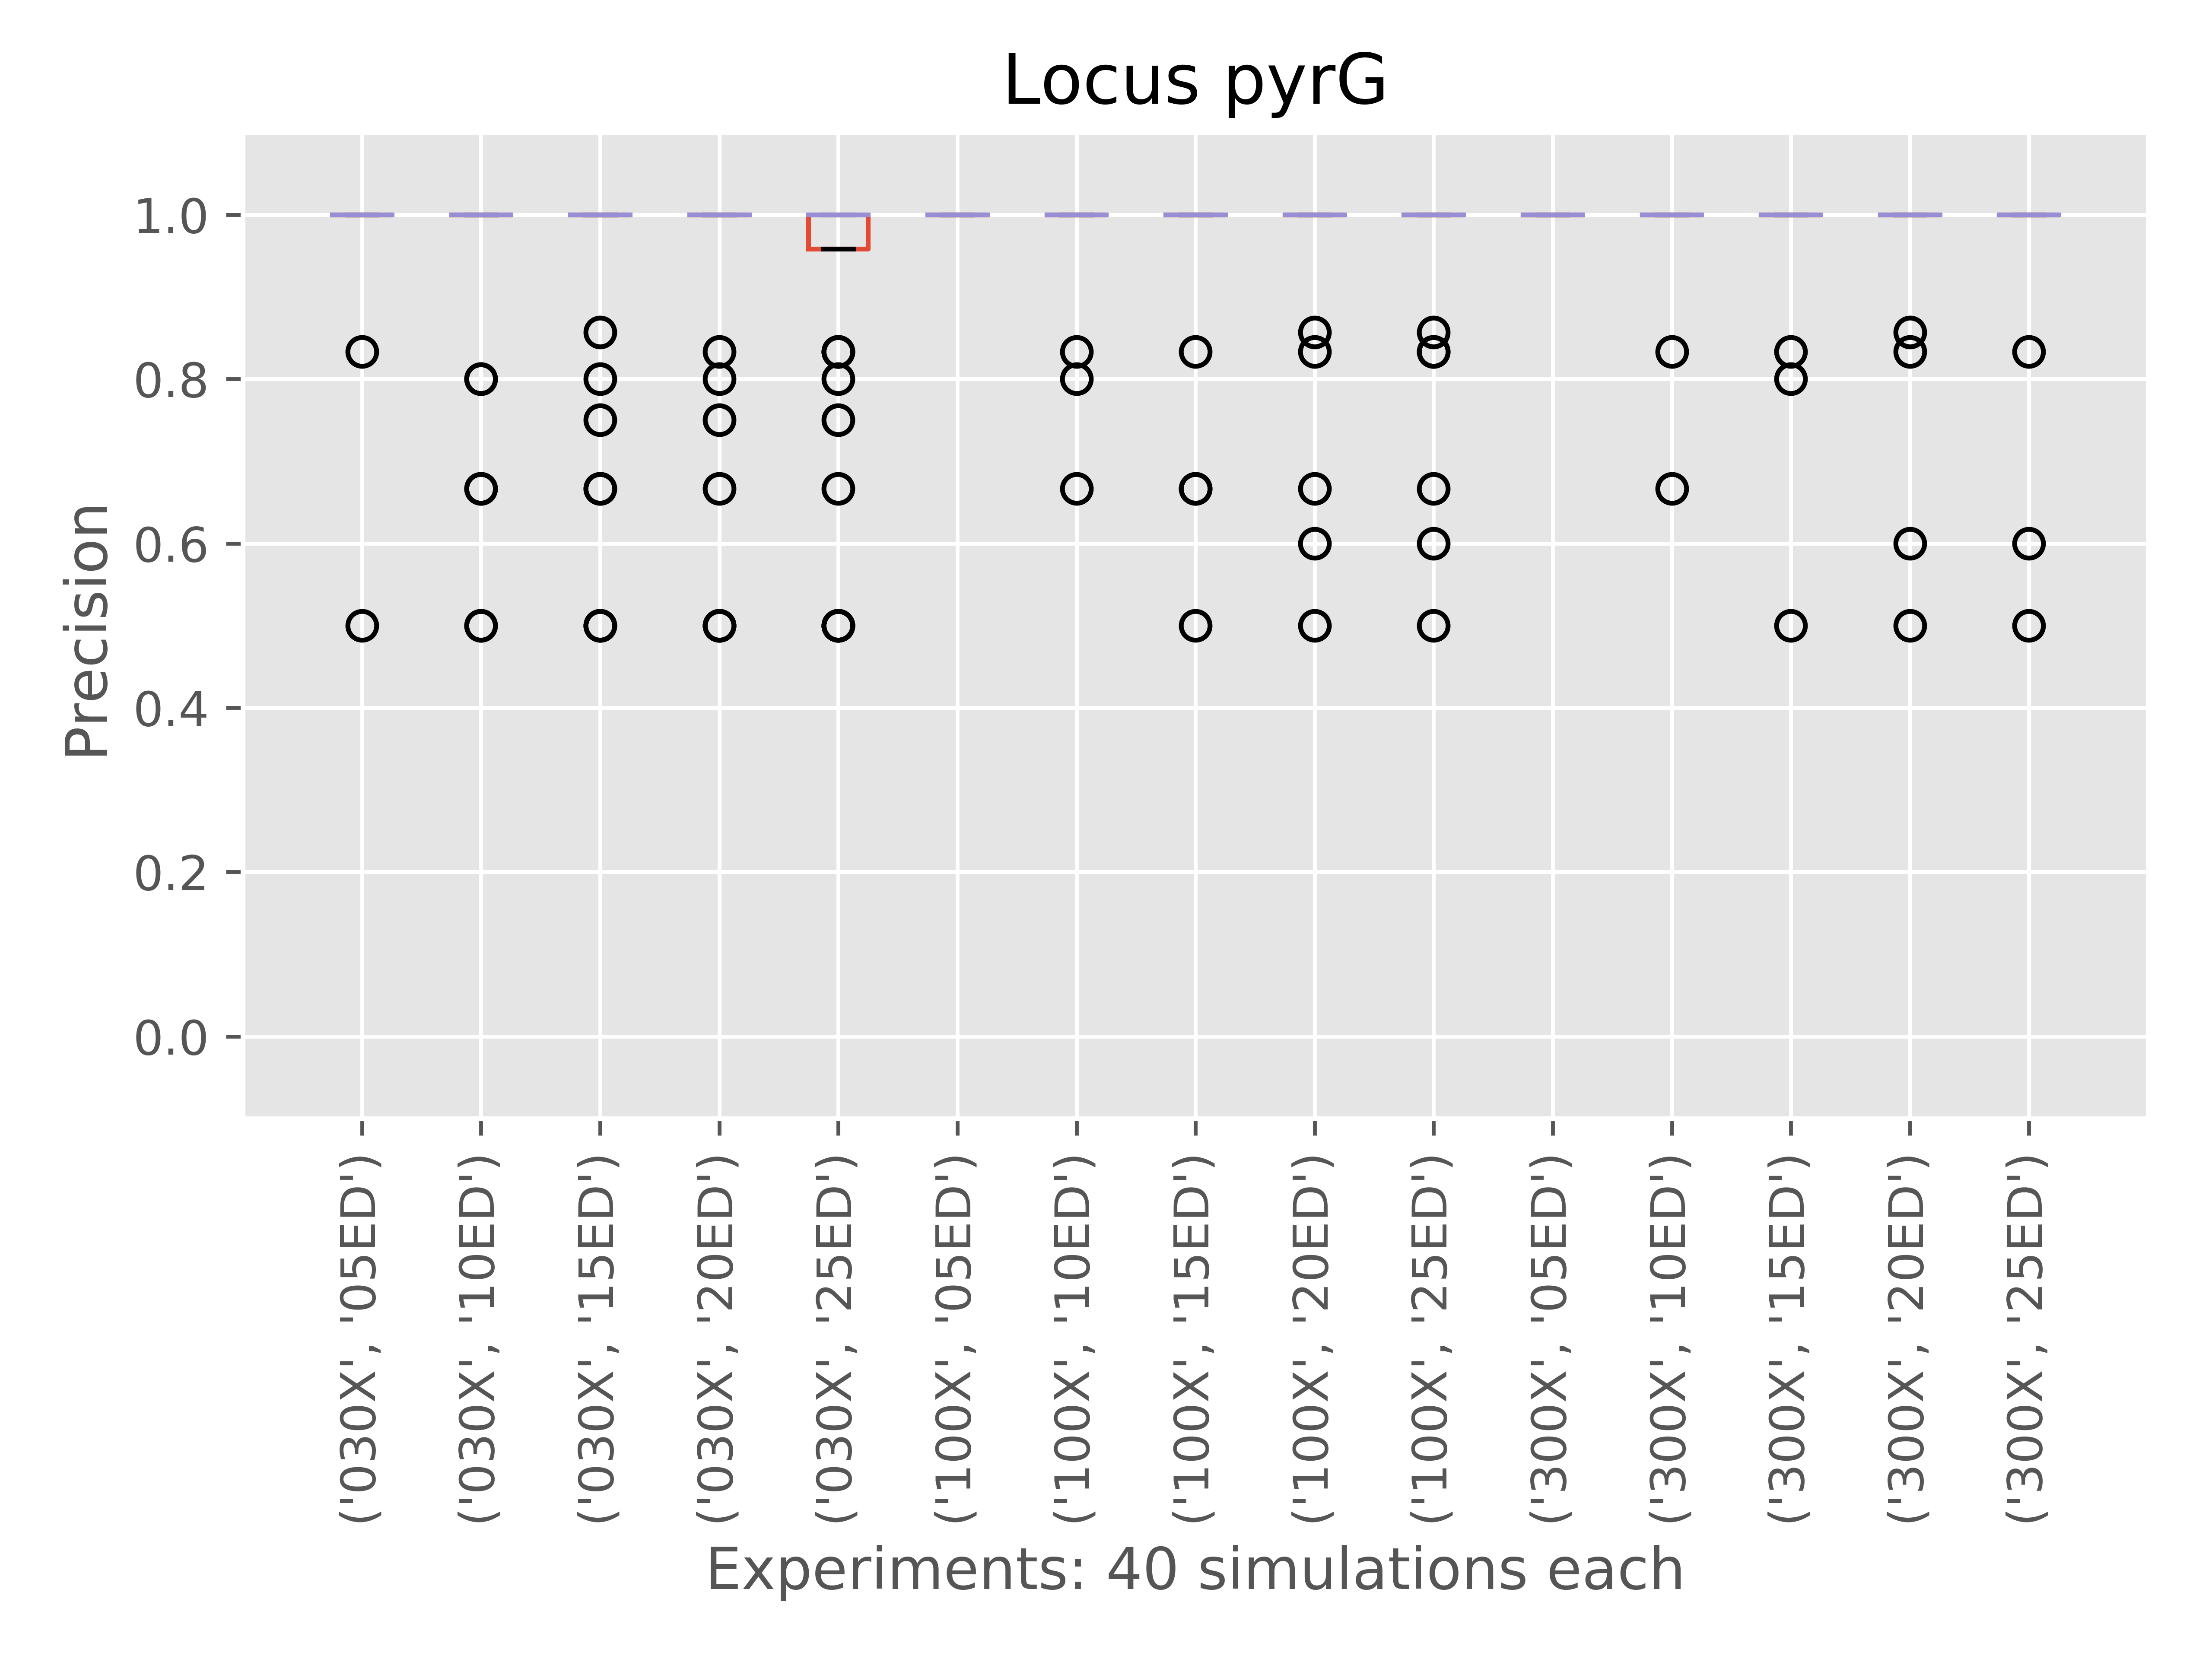 Locus pyrG
Precision
1.0
0.8
0.6
0.4
0.2
0.0
('030X', '05ED')
('030X', '10ED')
('030X', '15ED')
('030X', '20ED')
('030X', '25ED')
('100X', '05ED')
('100X', '10ED')
('100X', '15ED')
('100X', '20ED')
('100X', '25ED')
('300X', '05ED')
('300X', '10ED')
('300X', '15ED')
('300X', '20ED')
('300X', '25ED')
Experiments: 40 simulations each